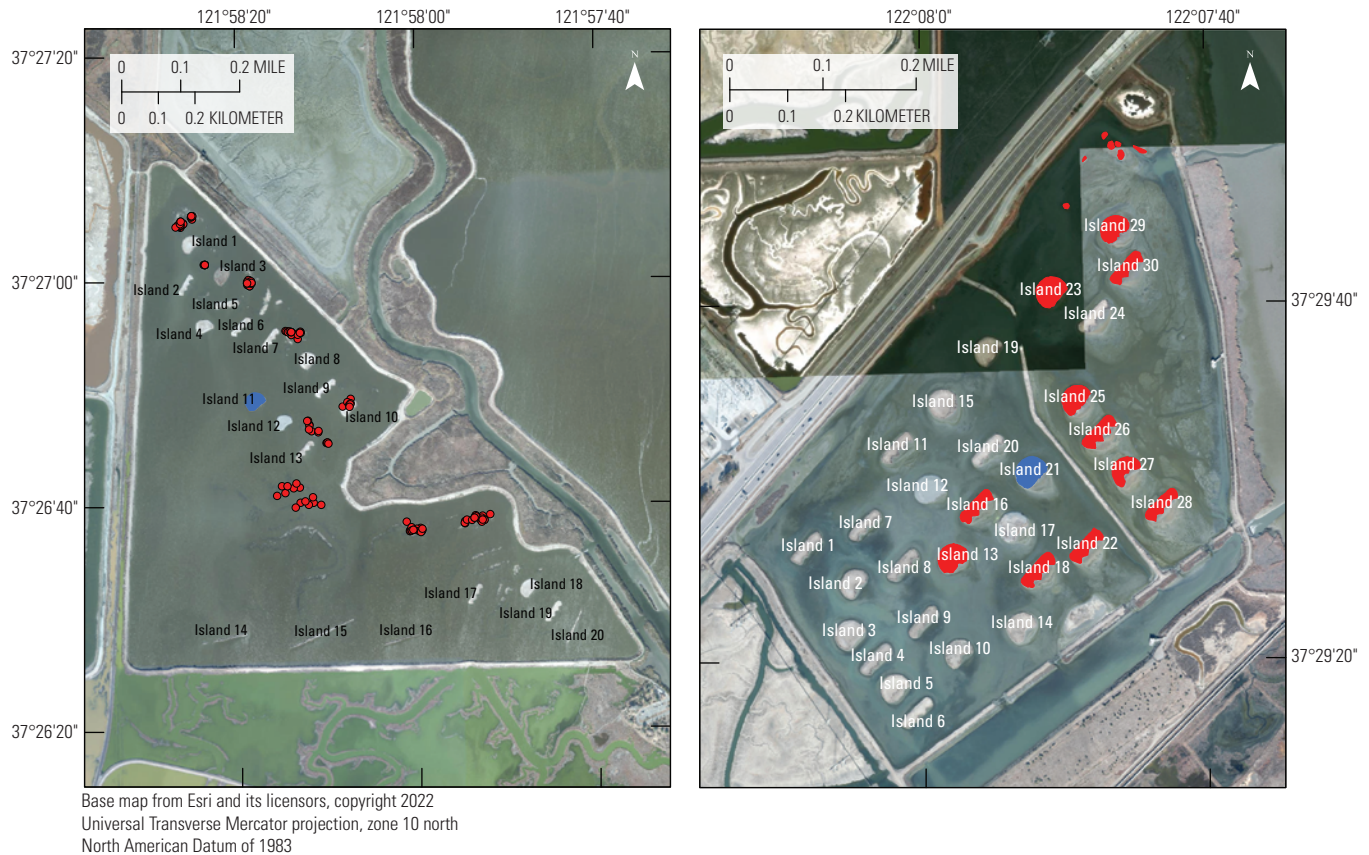 121°58'20" 121°58'00" 121°57'40"
37°27'20"
37°27'00"
37°26'40"
37°26'20"
0 0.1 0.2 MILE
0 0.1 0.2 KILOMETER
N
Island 1
Island 3
Island 2
Island 5
Island 4
Island 6
Island 7
Island 8
Island 9
Island 11
Island 10
Island 12
Island 13
Island 17
Island 18
Island 19
Island 14
Island 15
Island 16
Island 20
122°08'0" 122°07'40"
0 0.1 0.2 MILE
0 0.1 0.2 KILOMETER
N
Island 29
Island 30
Island 23
Island 24
Island 19
Island 25
Island 15
Island 26
Island 11
Island 20
Island 27
Island 21
Island 12
Island 16
Island 28
Island 7
Island 17
Island 1
Island 22
Island 13
Island 8
Island 18
Island 2
Island 9
Island 3
Island 14
Island 10
Island 4
Island 5
Island 6
37°29'40"
37°29'20"
Base map from Esri and its licensors, copyright 2022
Universal Transverse Mercator projection, zone 10 north
North American Datum of 1983